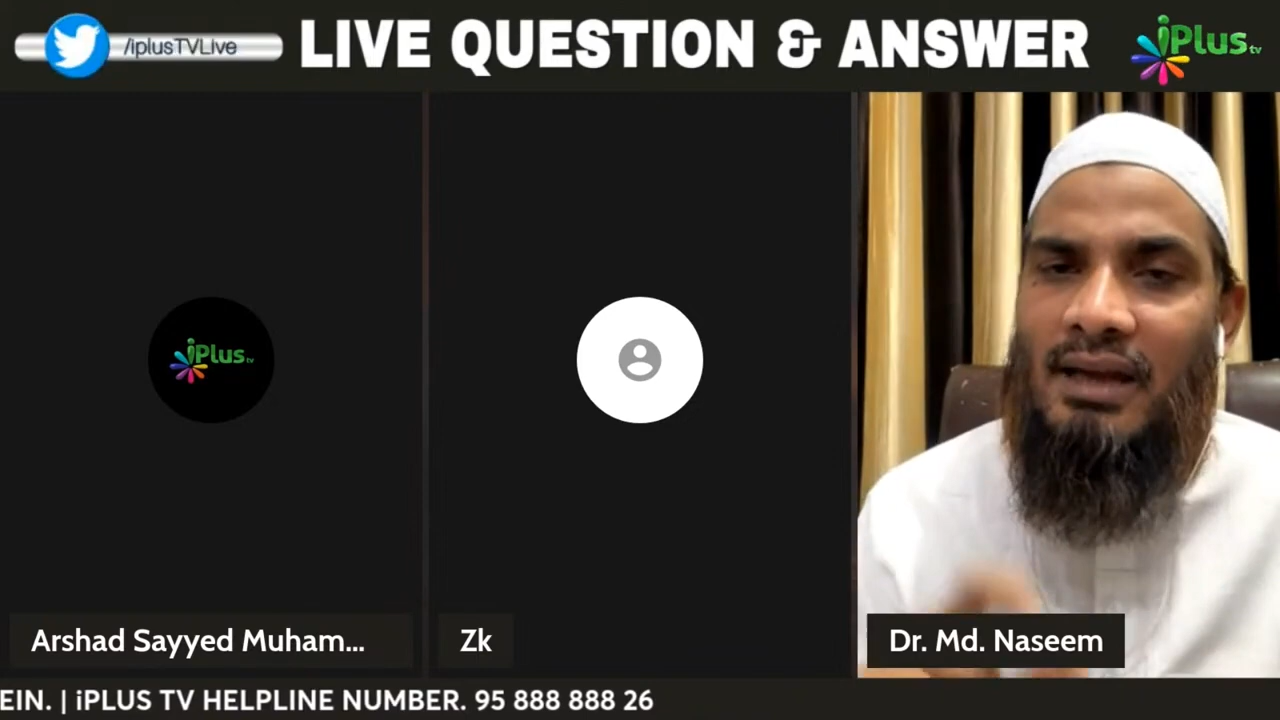 /iplusTVLive
LIVE QUESTION & ANSWER
iPlus tv
iPlus tv
Arshad Sayyed Muham...
Zk
Dr. Md. Naseem
EIN. | iPLUS TV HELPLINE NUMBER. 95 888 888 26